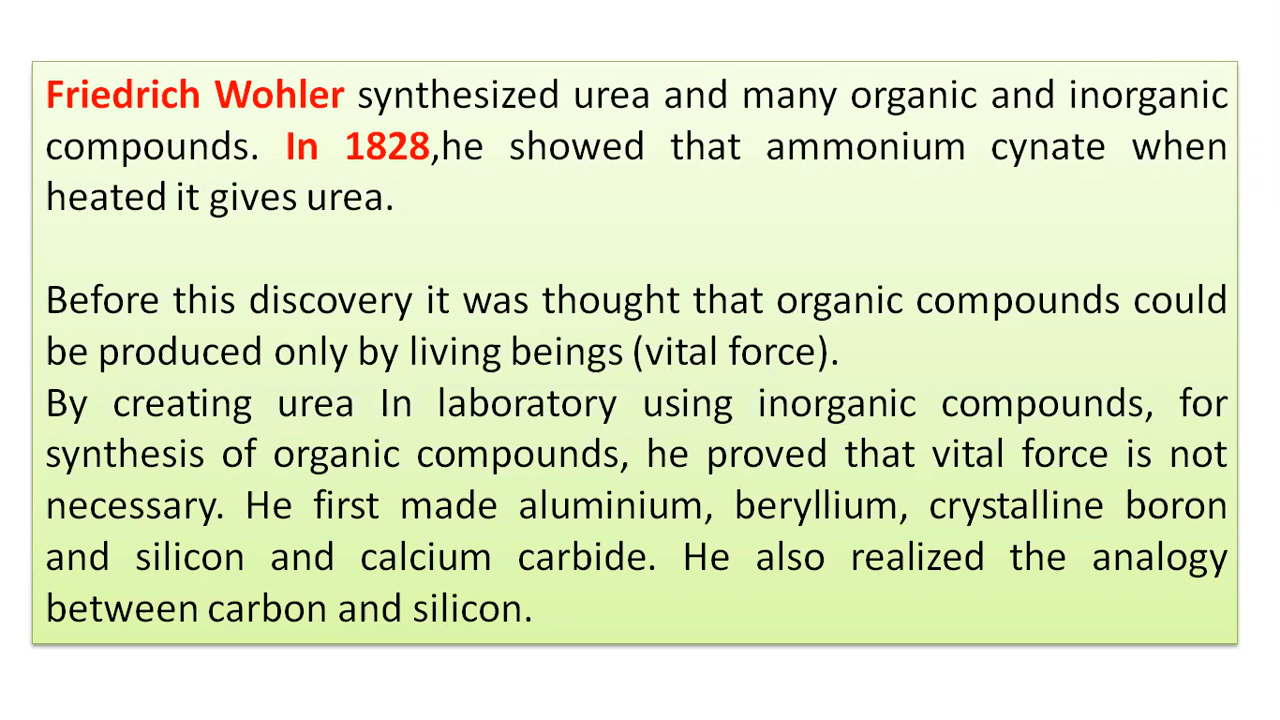 Friedrich Wohler synthesized urea and many organic and inorganic
compounds. In 1828,he showed that ammonium cynate when
heated it gives urea.
Before this discovery it was thought that organic compounds could
be produced only by living beings (vital force).
By creating urea In laboratory using inorganic compounds, for
synthesis of organic compounds, he proved that vital force is not
necessary. He first made aluminium, beryllium, crystalline boron
and silicon and calcium carbide. He also realized the analogy
between carbon and silicon.